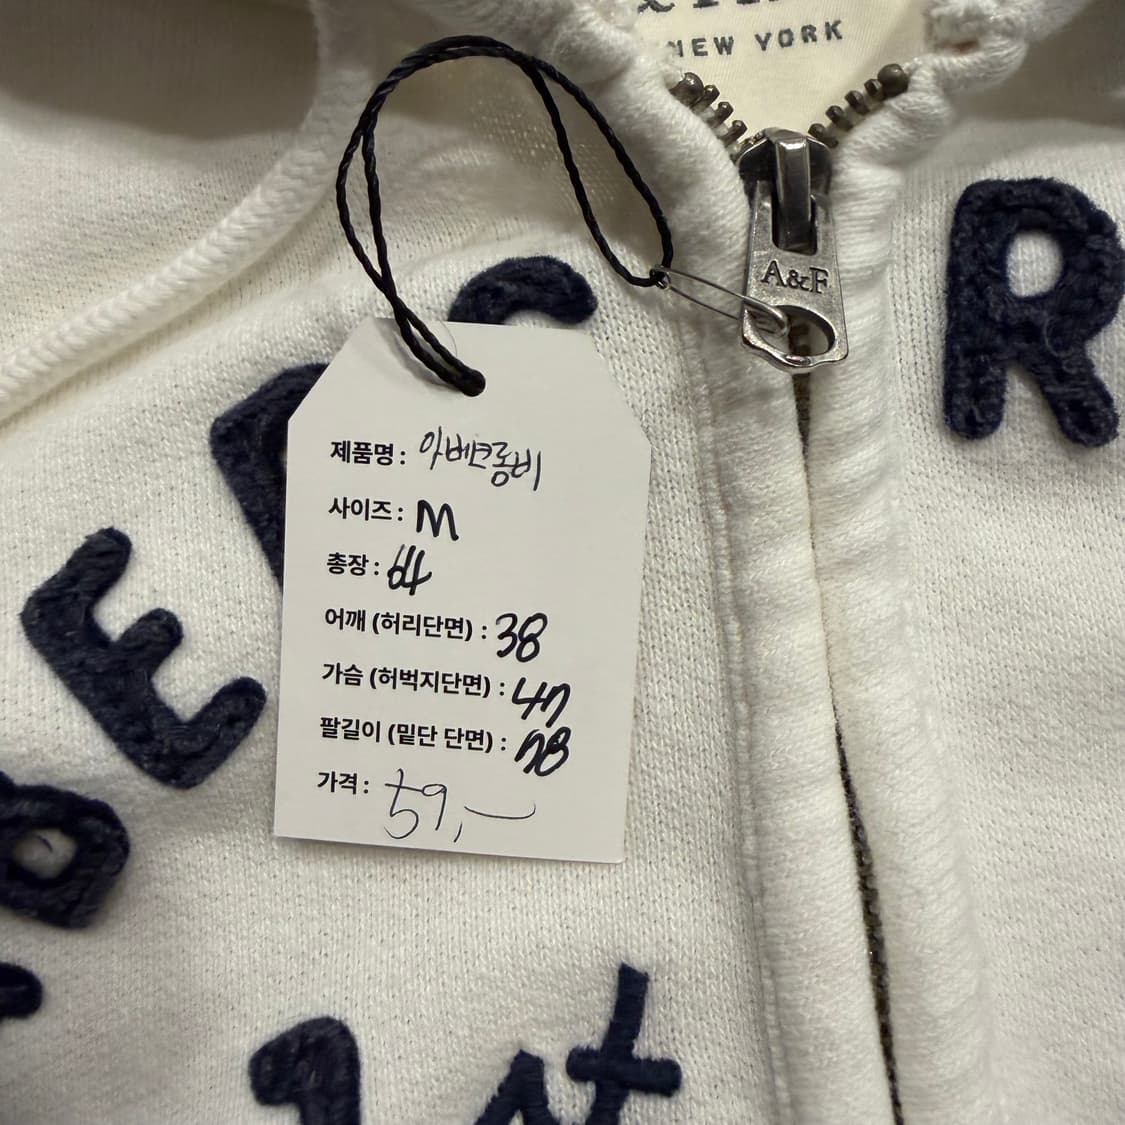 NEW YORK
A&F
R
E
제품명 : 아베크롱비
사이즈 : M
총장 : 64
어깨 (허리단면) : 38
가슴 (허벅지단면) : 47
팔길이 (밑단 단면) : 78
가격 : 59,—